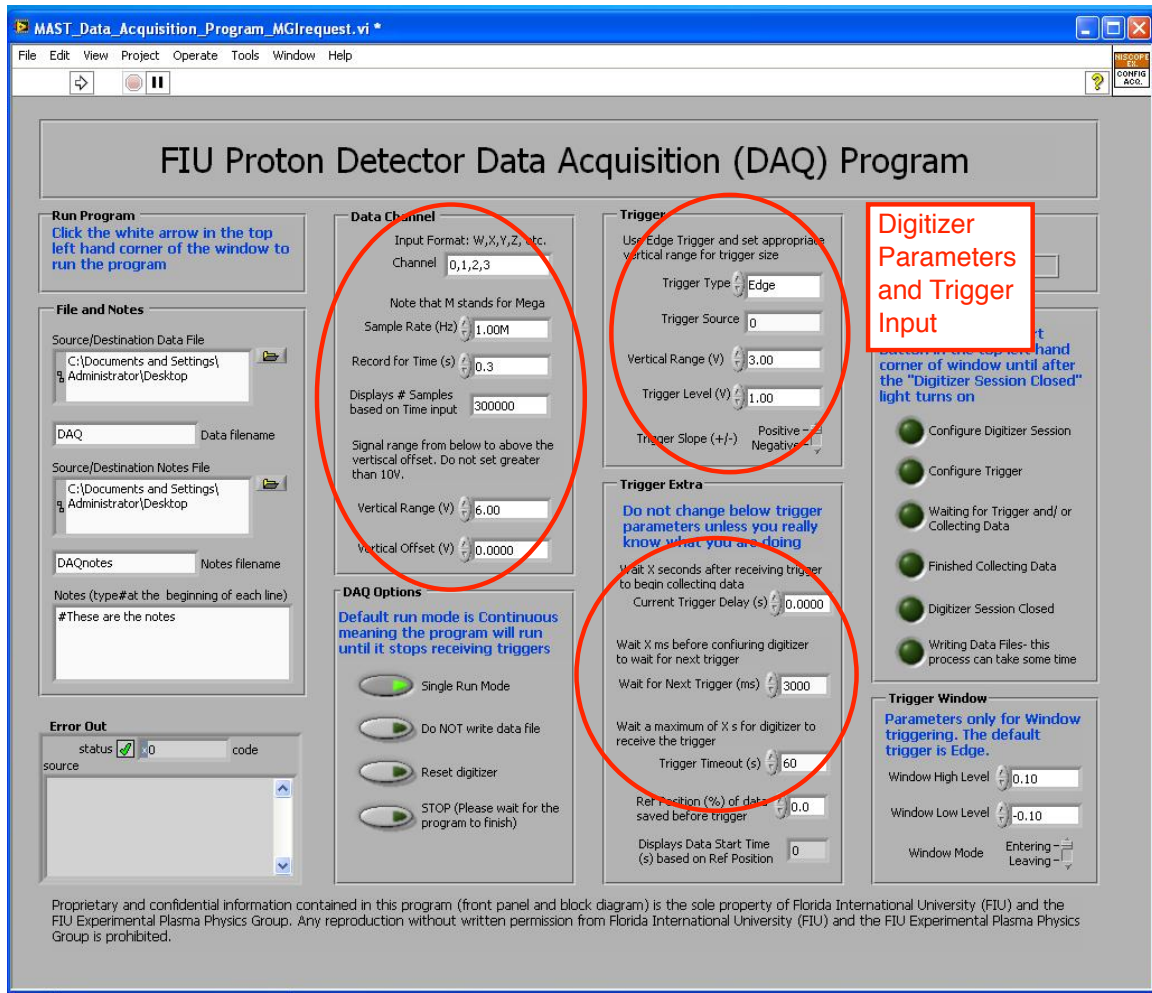 MAST_Data_Acquisition_Program_MGIrequest.vi *
File Edit View Project Operate Tools Window Help
NISCOPE
EX.
CONFIG
ACQ.
FIU Proton Detector Data Acquisition (DAQ) Program
Run Program
Click the white arrow in the top
left hand corner of the window to
run the program
File and Notes
Source/Destination Data File
C:\Documents and Settings\
Administrator\Desktop
DAQ Data filename
Source/Destination Notes File
C:\Documents and Settings\
Administrator\Desktop
DAQnotes Notes filename
Notes (type#at the beginning of each line)
#These are the notes
Error Out
status x0 code
source
Data Channel
Input Format: W,X,Y,Z, etc.
Channel 0,1,2,3
Note that M stands for Mega
Sample Rate (Hz) 1.00M
Record for Time (s) 0.3
Displays # Samples
based on Time input 300000
Signal range from below to above the
vertiscal offset. Do not set greater
than 10V.
Vertical Range (V) 6.00
Vertical Offset (V) 0.0000
DAQ Options
Default run mode is Continuous
meaning the program will run
until it stops receiving triggers
Single Run Mode
Do NOT write data file
Reset digitizer
STOP (Please wait for the
program to finish)
Trigger
Use Edge Trigger and set appropriate
vertical range for trigger size
Trigger Type Edge
Trigger Source 0
Vertical Range (V) 3.00
Trigger Level (V) 1.00
Trigger Slope (+/-) Positive
Negative
Trigger Extra
Do not change below trigger
parameters unless you really
know what you are doing
Wait X seconds after receiving trigger
to begin collecting data
Current Trigger Delay (s) 0.0000
Wait X ms before confiuring digitizer
to wait for next trigger
Wait for Next Trigger (ms) 3000
Wait a maximum of X s for digitizer to
receive the trigger
Trigger Timeout (s) 60
Ref Position (%) of data
saved before trigger 0.0
Displays Data Start Time
(s) based on Ref Position 0
Digitizer
Parameters
and Trigger
Input
button in the top left hand
corner of window until after
the "Digitizer Session Closed"
light turns on
Configure Digitizer Session
Configure Trigger
Waiting for Trigger and/ or
Collecting Data
Finished Collecting Data
Digitizer Session Closed
Writing Data Files- this
process can take some time
Trigger Window
Parameters only for Window
triggering. The default
trigger is Edge.
Window High Level 0.10
Window Low Level -0.10
Window Mode Entering
Leaving
Proprietary and confidential information contained in this program (front panel and block diagram) is the sole property of Florida International University (FIU) and the
FIU Experimental Plasma Physics Group. Any reproduction without written permission from Florida International University (FIU) and the FIU Experimental Plasma Physics
Group is prohibited.